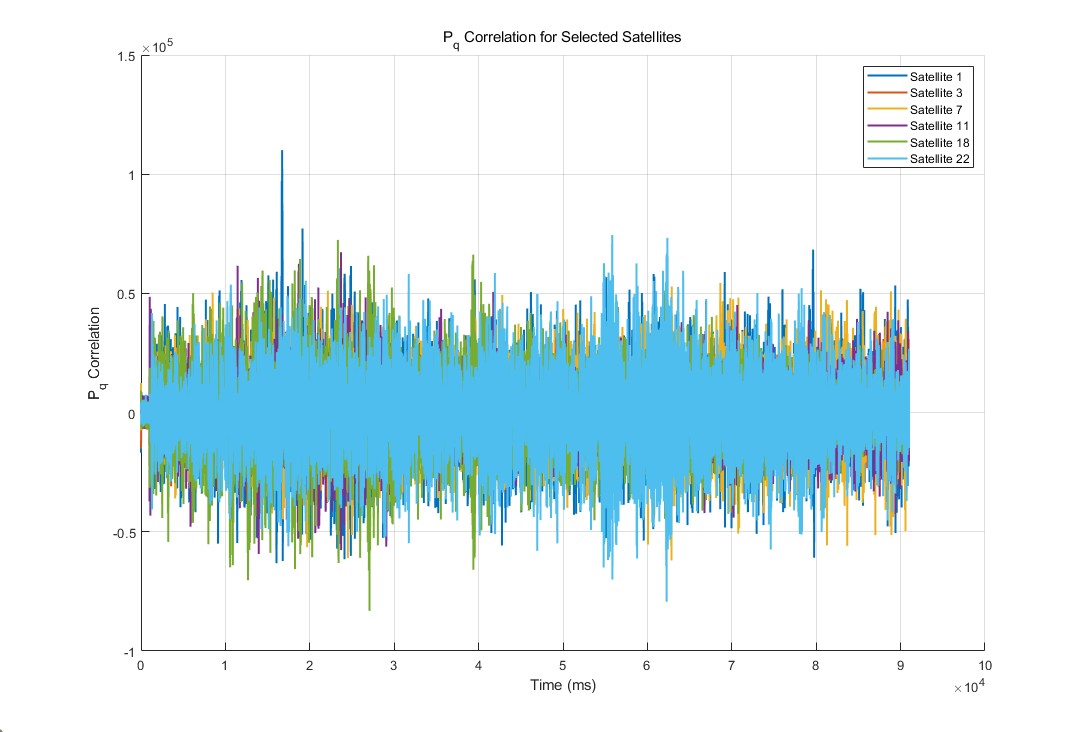 P_q Correlation for Selected Satellites
×10^5
1.5
1
0.5
0
-0.5
-1
P_q Correlation
0 1 2 3 4 5 6 7 8 9 10
Time (ms)
×10^4
Satellite 1
Satellite 3
Satellite 7
Satellite 11
Satellite 18
Satellite 22